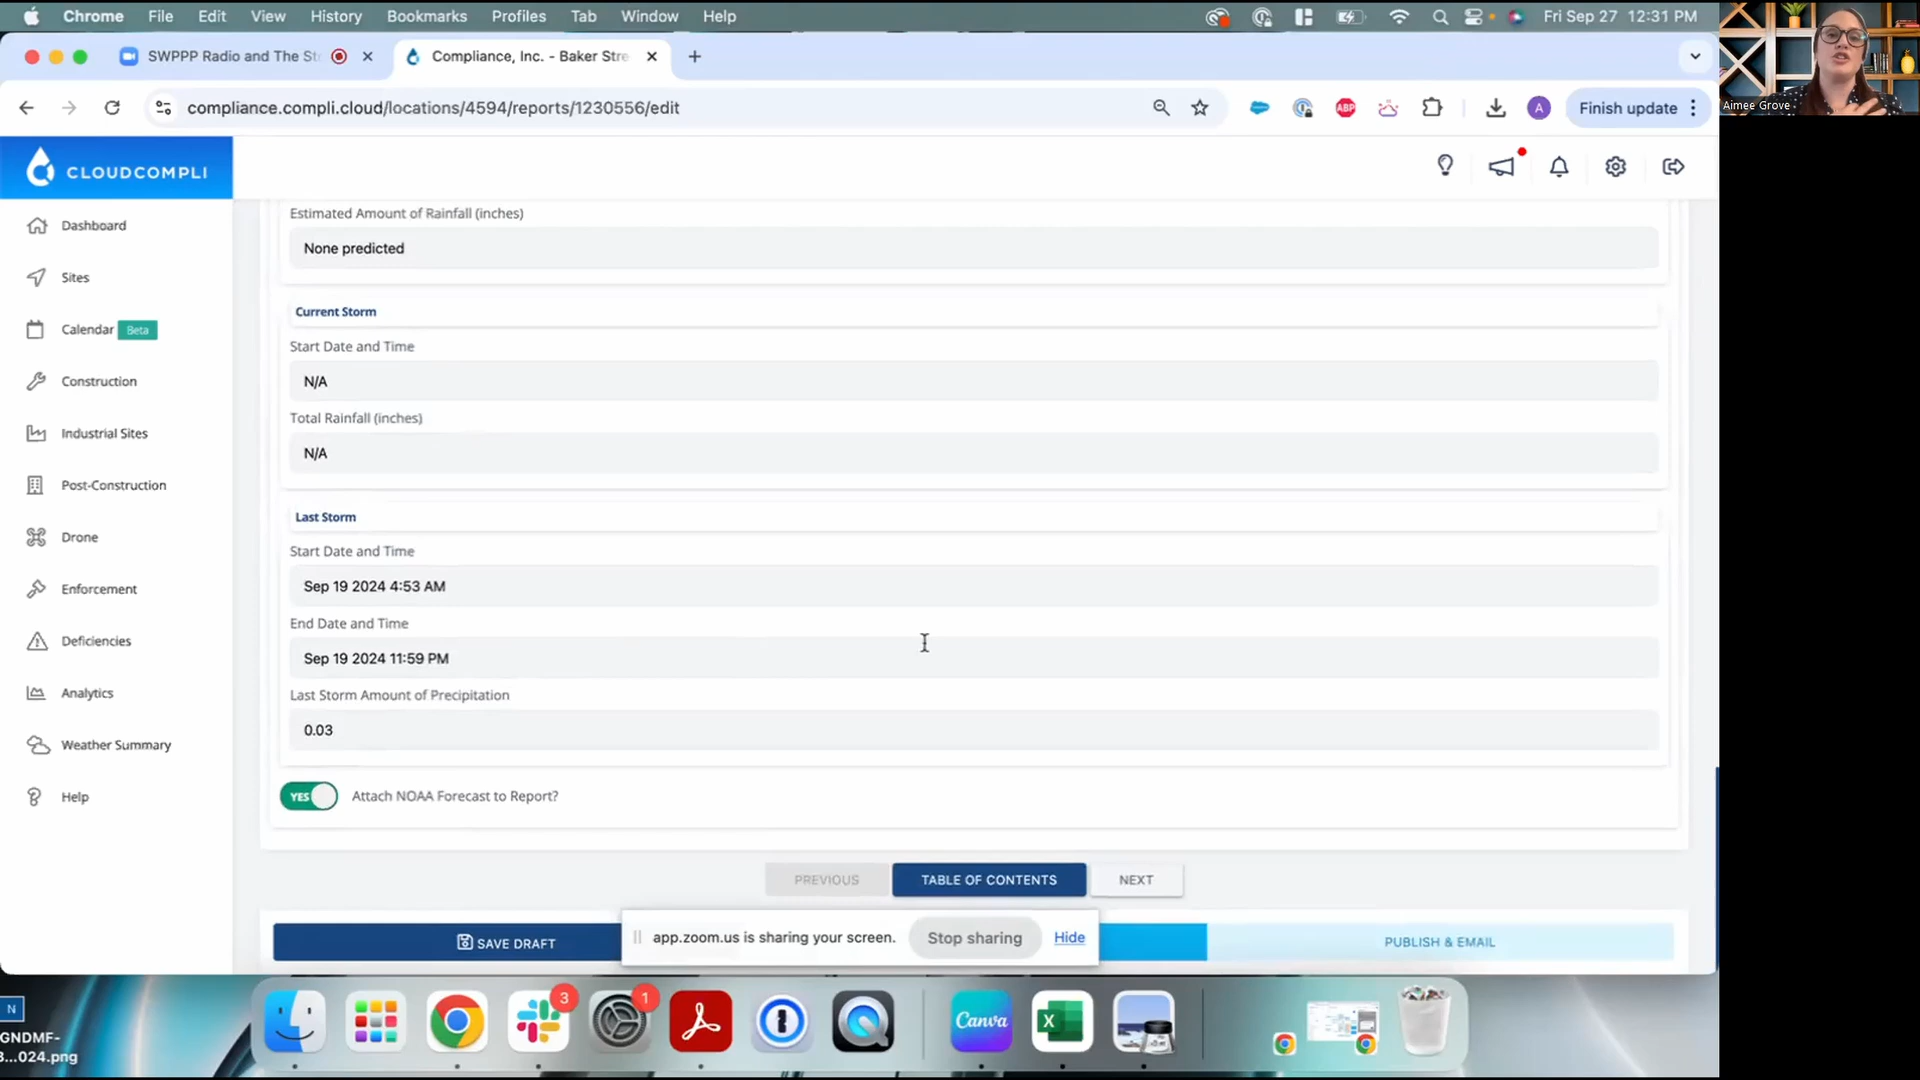 Chrome File Edit View History Bookmarks Profiles Tab Window Help Fri Sep 27 12:31 PM
SWPPP Radio and The St Compliance, Inc. - Baker Stre
compliance.compli.cloud/locations/4594/reports/1230556/edit ABP A Finish update
Aimee Grove
CLOUDCOMPLI
Dashboard
Sites
Calendar Beta
Construction
Industrial Sites
Post-Construction
Drone
Enforcement
Deficiencies
Analytics
Weather Summary
Help
Estimated Amount of Rainfall (inches)
None predicted
Current Storm
Start Date and Time
N/A
Total Rainfall (inches)
N/A
Last Storm
Start Date and Time
Sep 19 2024 4:53 AM
End Date and Time
Sep 19 2024 11:59 PM
Last Storm Amount of Precipitation
0.03
YES Attach NOAA Forecast to Report?
PREVIOUS TABLE OF CONTENTS NEXT
SAVE DRAFT PUBLISH & EMAIL
app.zoom.us is sharing your screen. Stop sharing Hide
N
GNDMF-
...024.png
3 1
Canva X